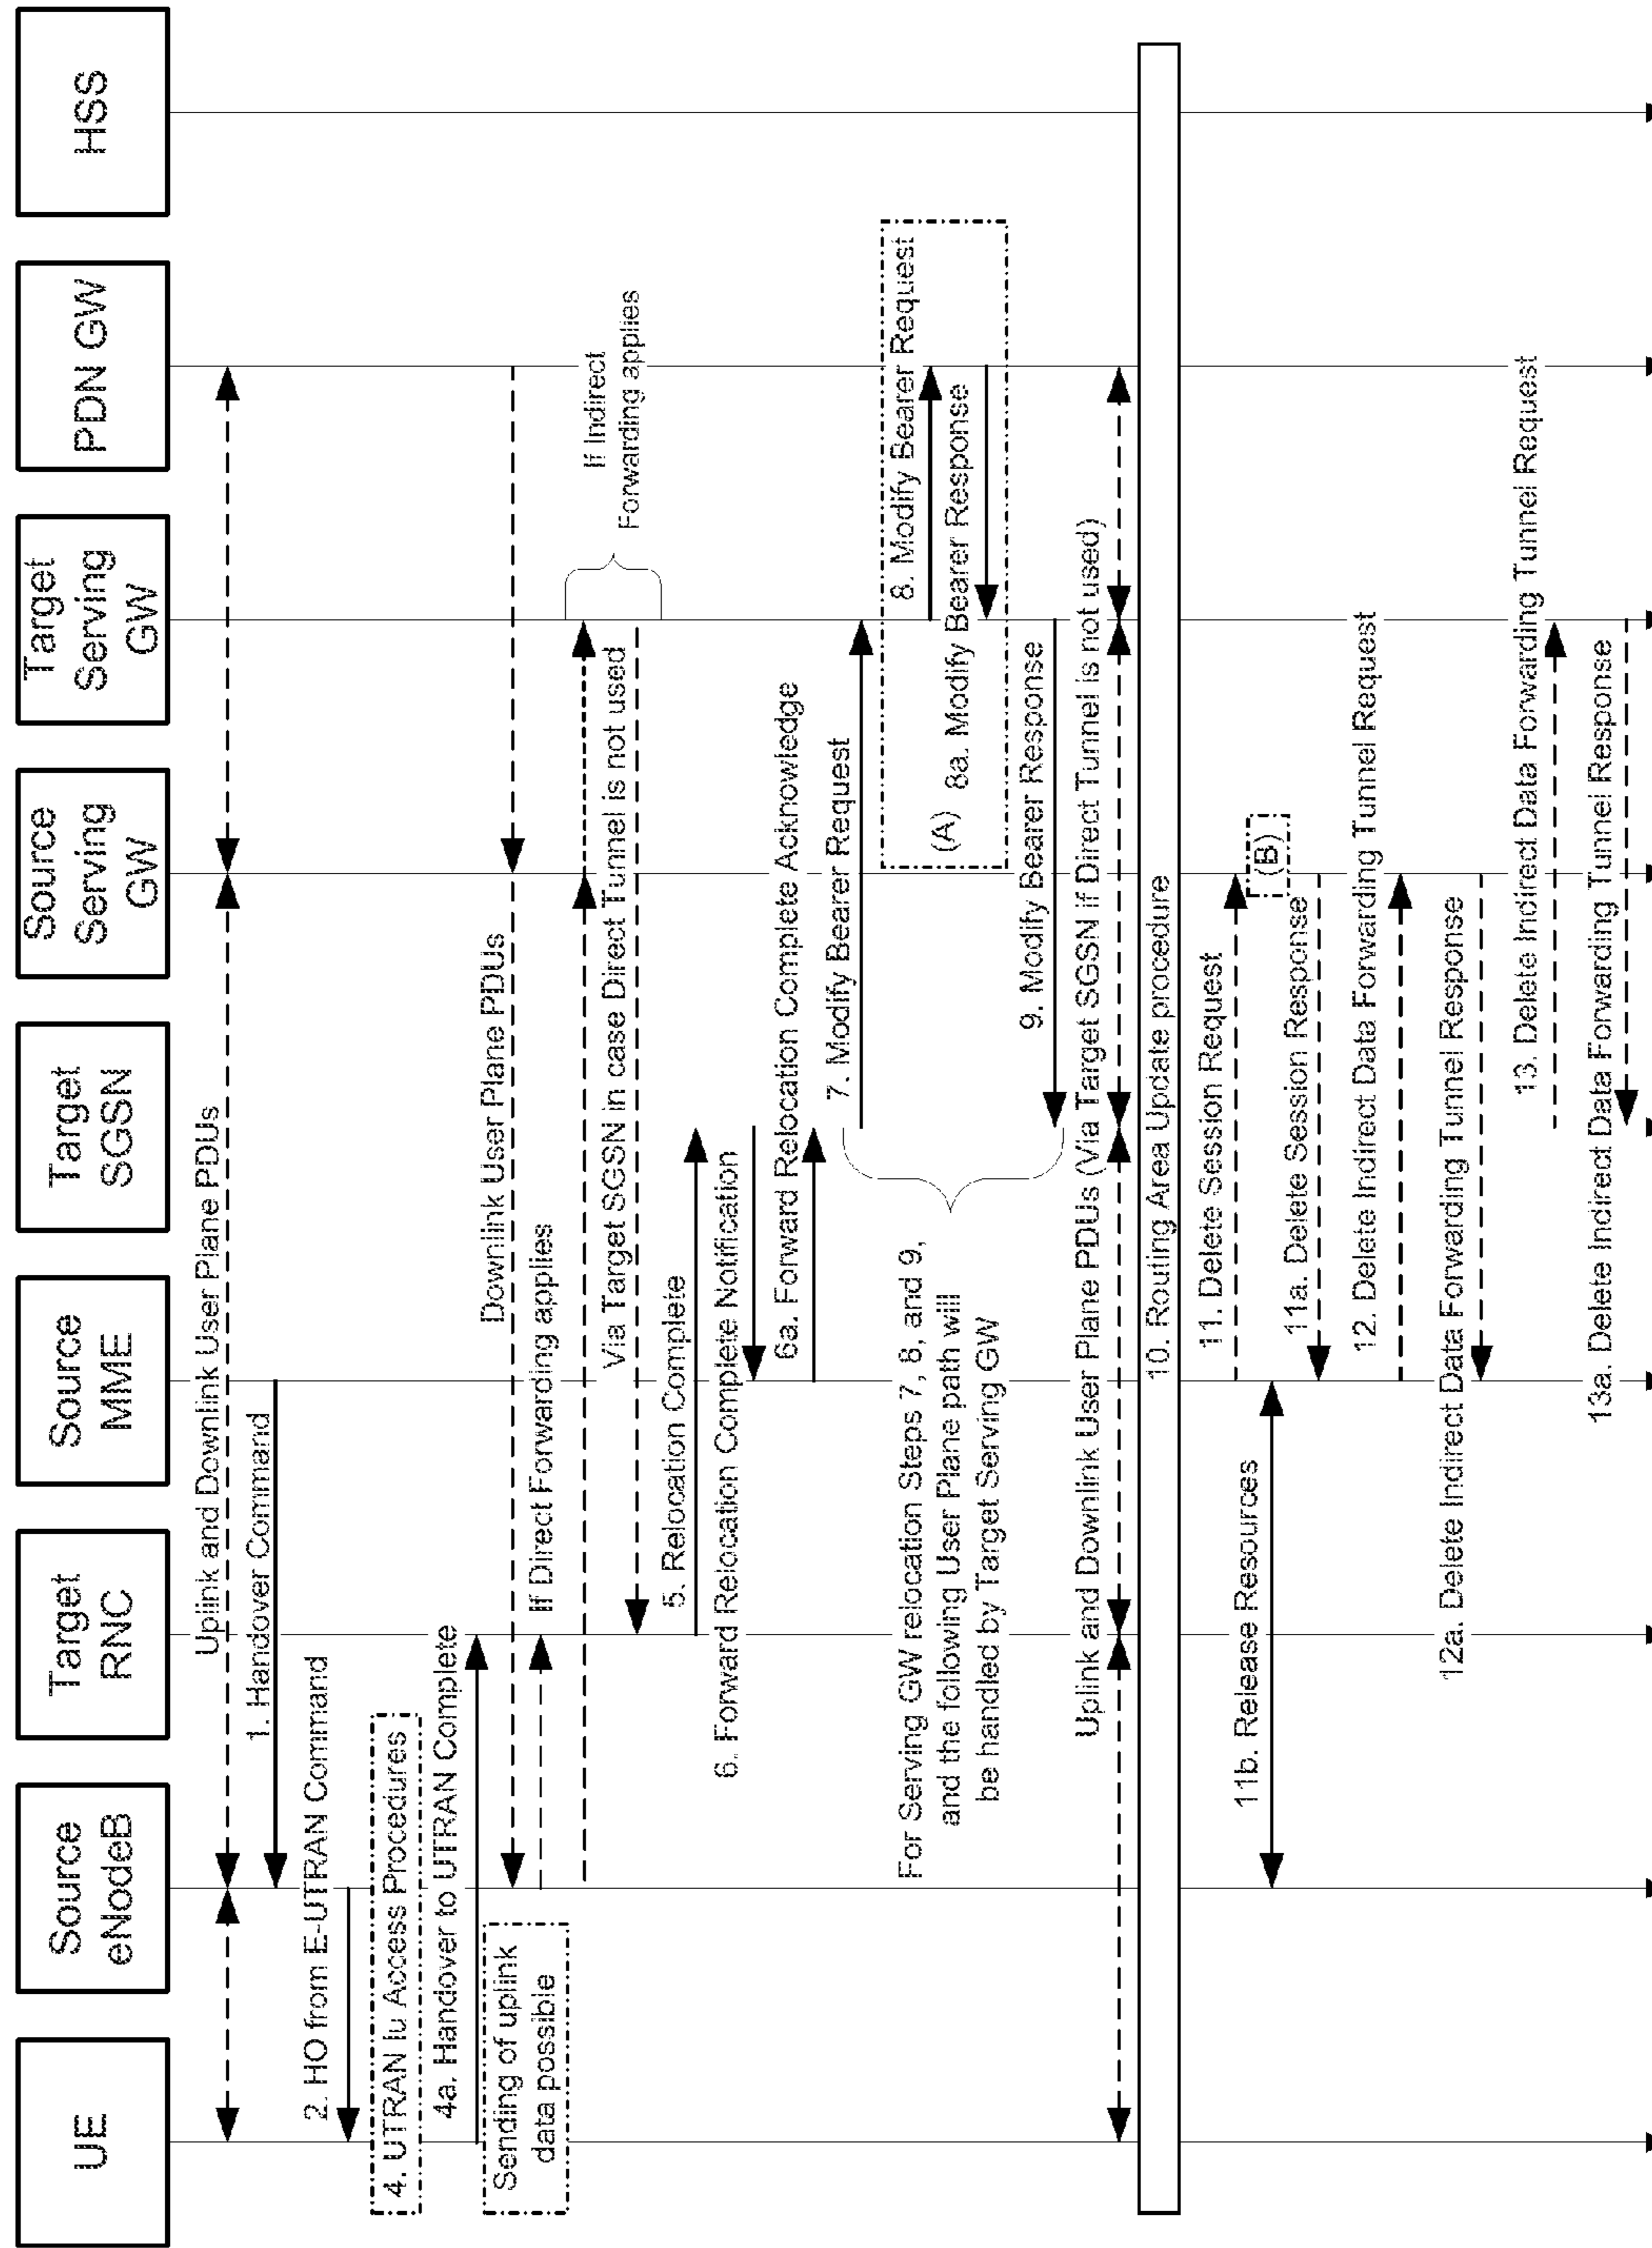 UE
Source
eNodeB
Target
RNC
Source
MME
Target
SGSN
Source
Serving
GW
Target
Serving
GW
PDN GW
HSS
Uplink and Downlink User Plane PDUs
1. Handover Command
2. HO from E-UTRAN Command
4. UTRAN Iu Access Procedures
4a. Handover to UTRAN Complete
Sending of uplink
data possible
Downlink User Plane PDUs
If Direct Forwarding applies
If Indirect
Forwarding applies
Via Target SGSN in case Direct Tunnel is not used
5. Relocation Complete
6. Forward Relocation Complete Notification
6a. Forward Relocation Complete Acknowledge
7. Modify Bearer Request
For Serving GW relocation Steps 7, 8, and 9,
and the following User Plane path will
be handled by Target Serving GW
8. Modify Bearer Request
(A)
8a. Modify Bearer Response
9. Modify Bearer Response
Uplink and Downlink User Plane PDUs (Via Target SGSN if Direct Tunnel is not used)
10. Routing Area Update procedure
11. Delete Session Request
(B)
11b. Release Resources
11a. Delete Session Response
12. Delete Indirect Data Forwarding Tunnel Request
12a. Delete Indirect Data Forwarding Tunnel Response
13. Delete Indirect Data Forwarding Tunnel Request
13a. Delete Indirect Data Forwarding Tunnel Response